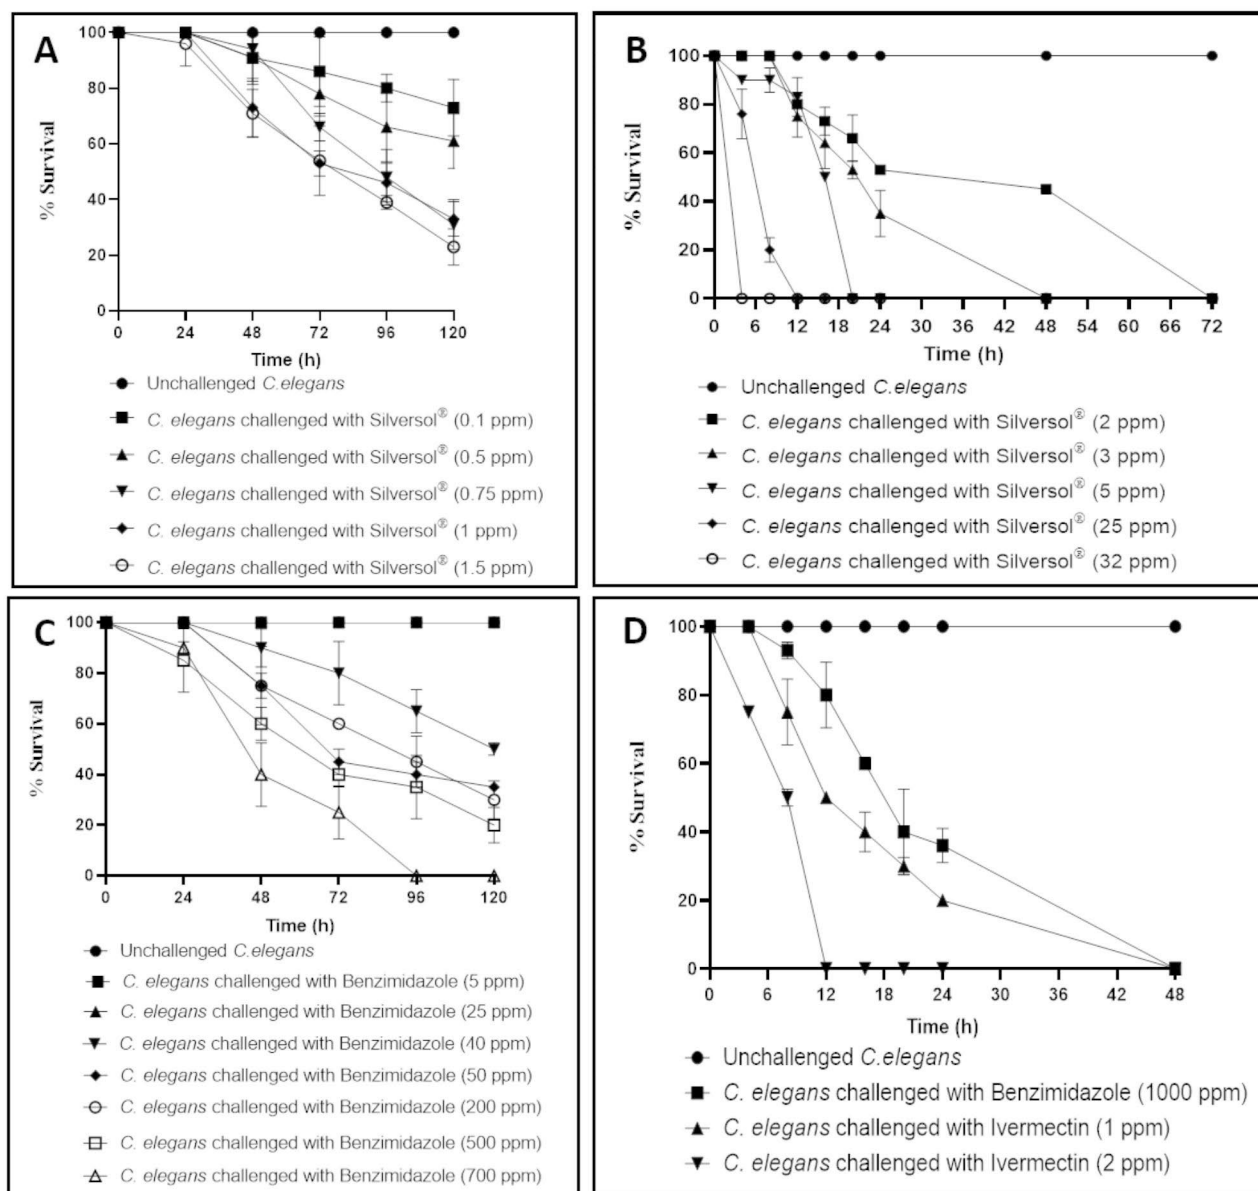 A
% Survival
100
80
60
40
20
0
0 24 48 72 96 120
Time (h)
Unchallenged C.elegans
C. elegans challenged with Silversol® (0.1 ppm)
C. elegans challenged with Silversol® (0.5 ppm)
C. elegans challenged with Silversol® (0.75 ppm)
C. elegans challenged with Silversol® (1 ppm)
C. elegans challenged with Silversol® (1.5 ppm)
B
% Survival
100
80
60
40
20
0
0 6 12 18 24 30 36 42 48 54 60 66 72
Time (h)
Unchallenged C.elegans
C. elegans challenged with Silversol® (2 ppm)
C. elegans challenged with Silversol® (3 ppm)
C. elegans challenged with Silversol® (5 ppm)
C. elegans challenged with Silversol® (25 ppm)
C. elegans challenged with Silversol® (32 ppm)
C
% Survival
100
80
60
40
20
0
0 24 48 72 96 120
Time (h)
Unchallenged C.elegans
C. elegans challenged with Benzimidazole (5 ppm)
C. elegans challenged with Benzimidazole (25 ppm)
C. elegans challenged with Benzimidazole (40 ppm)
C. elegans challenged with Benzimidazole (50 ppm)
C. elegans challenged with Benzimidazole (200 ppm)
C. elegans challenged with Benzimidazole (500 ppm)
C. elegans challenged with Benzimidazole (700 ppm)
D
% Survival
100
80
60
40
20
0
0 6 12 18 24 30 36 42 48
Time (h)
Unchallenged C.elegans
C. elegans challenged with Benzimidazole (1000 ppm)
C. elegans challenged with Ivermectin (1 ppm)
C. elegans challenged with Ivermectin (2 ppm)